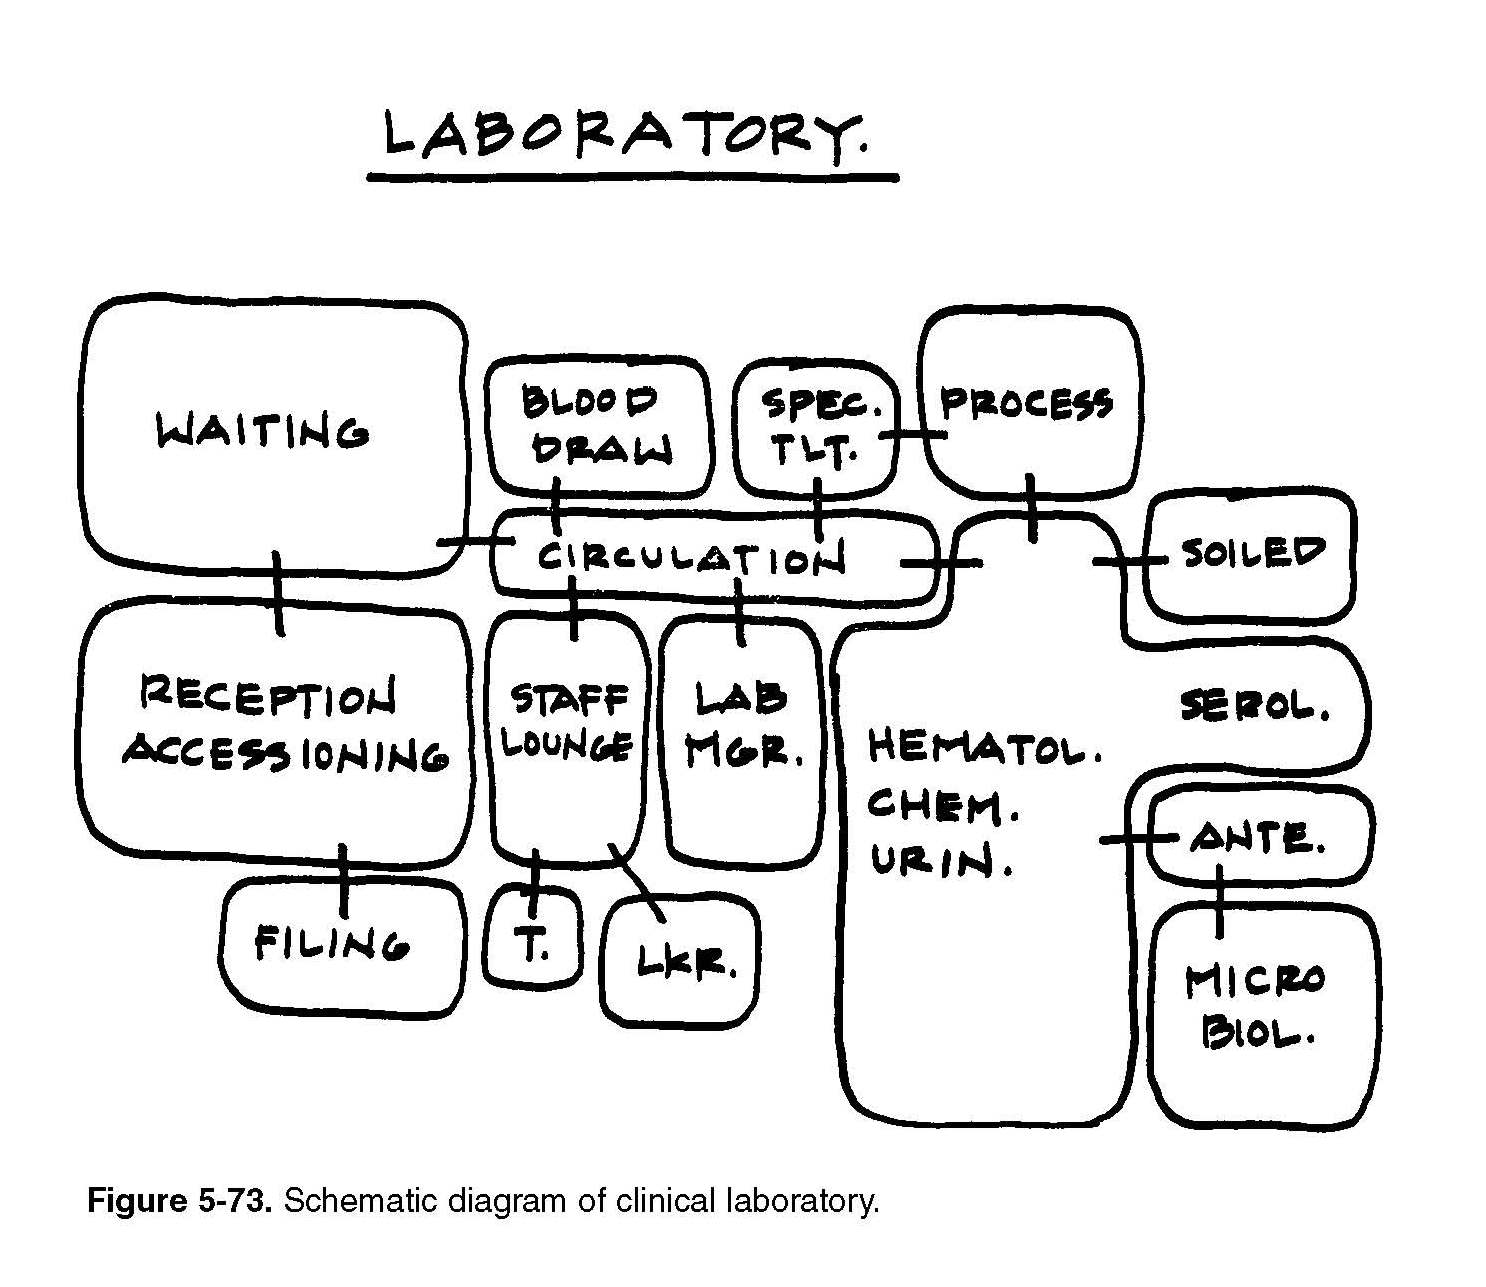 LABORATORY.
WAITING
BLOOD
DRAW
SPEC.
TLT.
PROCESS
CIRCULATION
SOILED
RECEPTION
ACCESSIONING
STAFF
LOUNGE
LAB
MGR.
HEMATOL.
CHEM.
URIN.
SEROL.
ANTE.
FILING
T.
LKR.
MICRO
BIOL.
Figure 5-73. Schematic diagram of clinical laboratory.